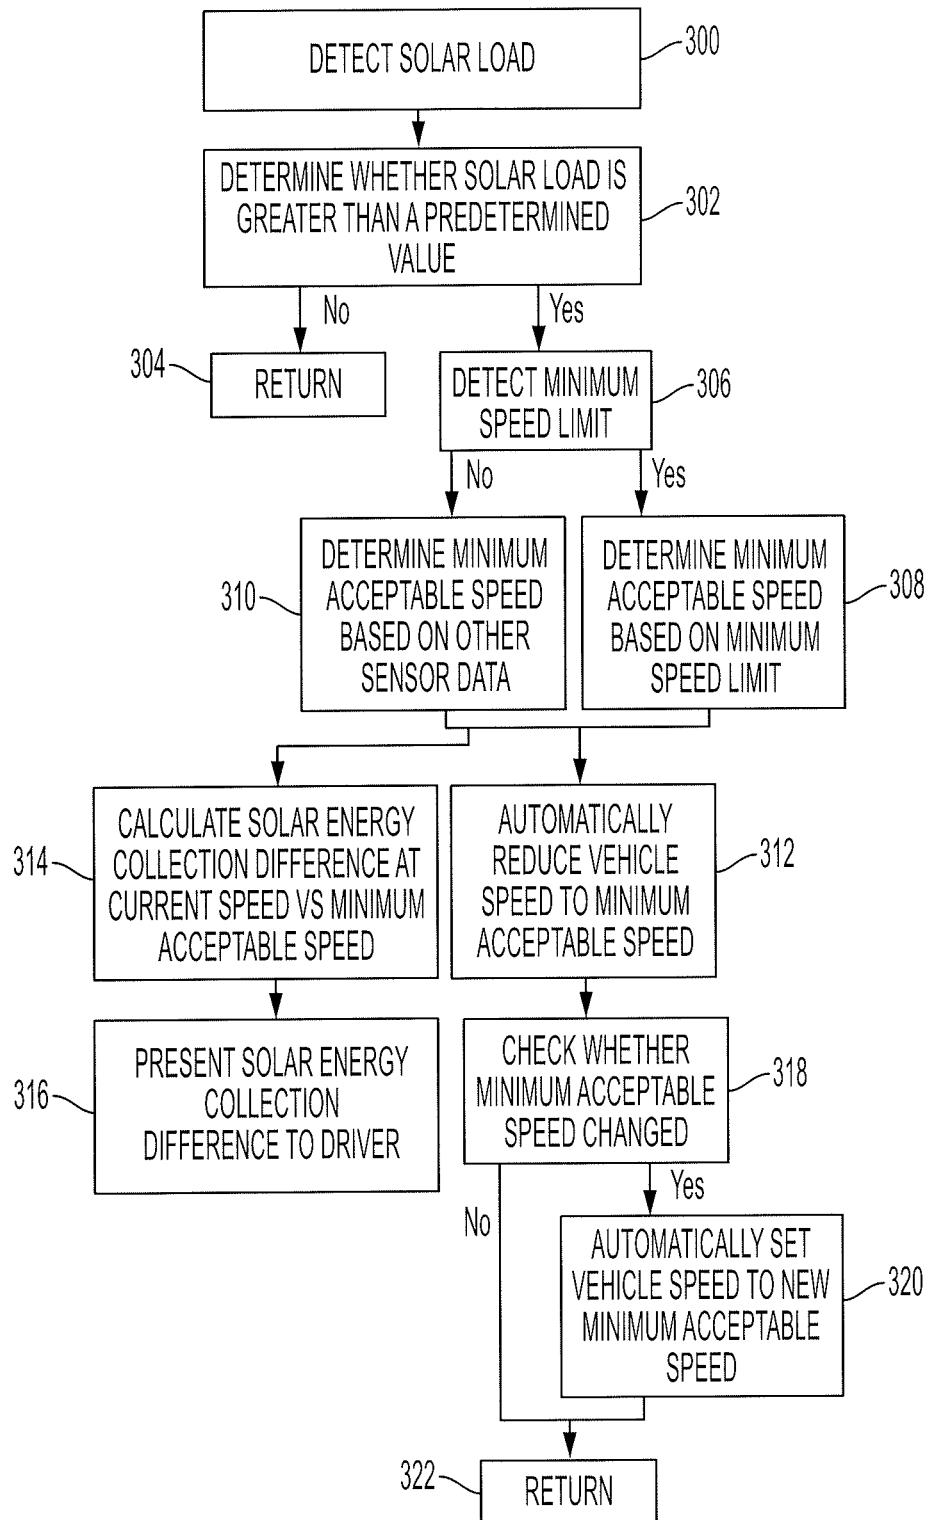 DETECT SOLAR LOAD
300
DETERMINE WHETHER SOLAR LOAD IS
GREATER THAN A PREDETERMINED
VALUE
302
No
Yes
304
RETURN
DETECT MINIMUM
SPEED LIMIT
306
No
Yes
310
DETERMINE MINIMUM
ACCEPTABLE SPEED
BASED ON OTHER
SENSOR DATA
DETERMINE MINIMUM
ACCEPTABLE SPEED
BASED ON MINIMUM
SPEED LIMIT
308
314
CALCULATE SOLAR ENERGY
COLLECTION DIFFERENCE AT
CURRENT SPEED VS MINIMUM
ACCEPTABLE SPEED
AUTOMATICALLY
REDUCE VEHICLE
SPEED TO MINIMUM
ACCEPTABLE SPEED
312
316
PRESENT SOLAR ENERGY
COLLECTION
DIFFERENCE TO DRIVER
CHECK WHETHER
MINIMUM ACCEPTABLE
SPEED CHANGED
318
No
Yes
AUTOMATICALLY SET
VEHICLE SPEED TO NEW
MINIMUM ACCEPTABLE
SPEED
320
322
RETURN